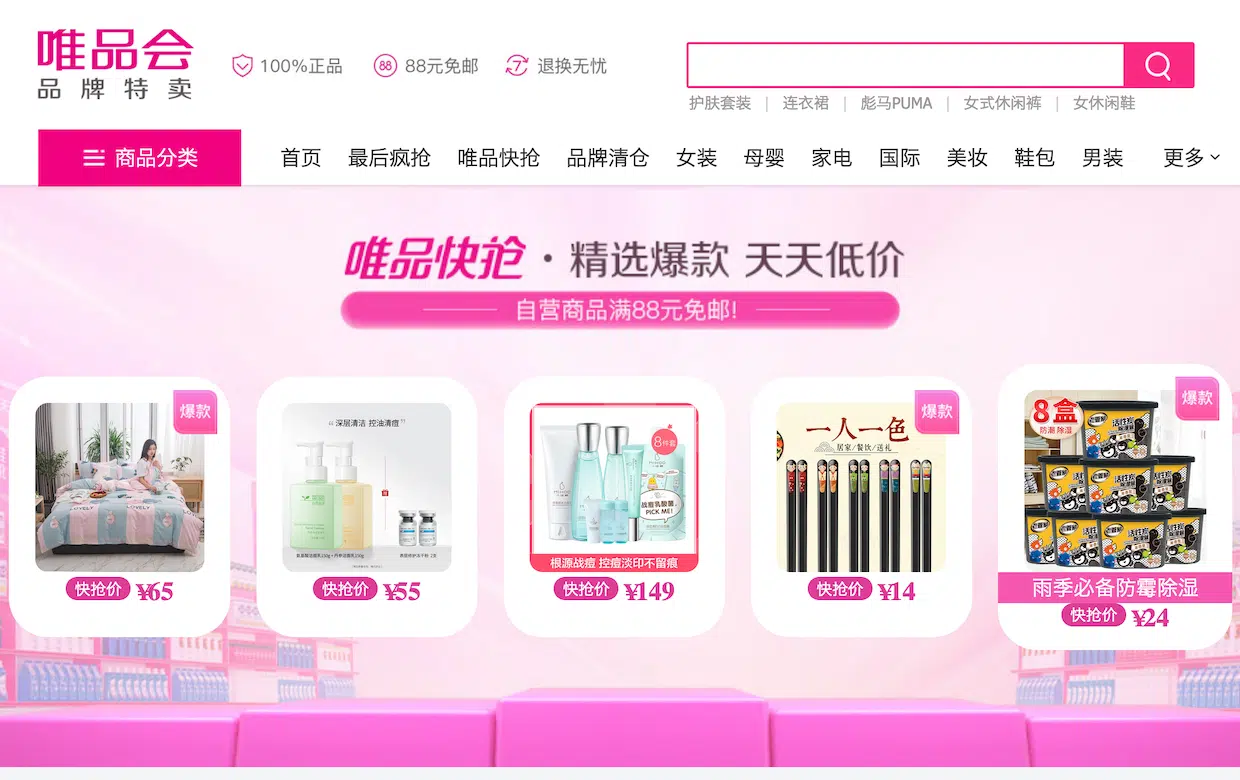 唯品会
品牌特卖
100%正品
88
88元免邮
7
退换无忧
护肤套装 | 连衣裙 | 彪马PUMA | 女式休闲裤 | 女休闲鞋
商品分类
首页 最后疯抢 唯品快抢 品牌清仓 女装 母婴 家电 国际 美妆 鞋包 男装 更多
唯品快抢·精选爆款 天天低价
自营商品满88元免邮!
爆款
LOVELY
LOVELY
快抢价 ¥65
“深层清洁 控油清痘”
快抢价 ¥55
8件套
战痘乳酸菌
PICK ME!
根源战痘 控痘淡印不留痕
快抢价 ¥149
爆款
一人一色
居家/餐饮/送礼
快抢价 ¥14
爆款
8盒
防潮 除湿
活性炭
除湿桶
雨季必备防霉除湿
快抢价 ¥24